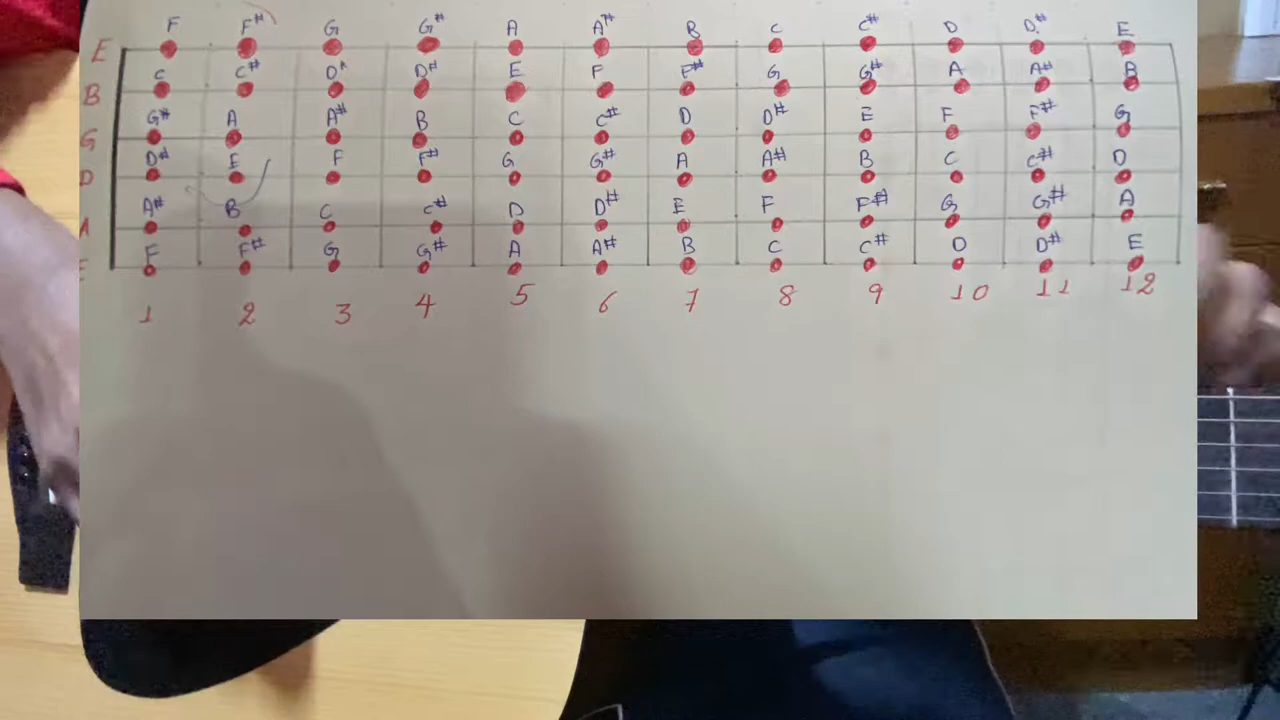 F F# G G# A A# B C C# D D# E
E
C C# D* D# E F F# G G# A A# B
B
G# A A# B C C# D D# E F F# G
G
D# E F F# G G# A A# B C C# D
D
A# B C C# D D# E F F# G G# A
A
F F# G G# A A# B C C# D D# E
E
1 2 3 4 5 6 7 8 9 10 11 12